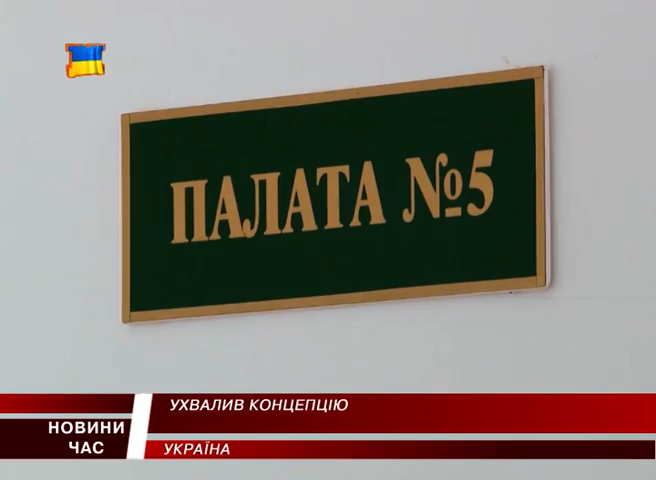 ПАЛАТА №5
УХВАЛИВ КОНЦЕПЦІЮ
НОВИНИ
ЧАС
УКРАЇНА